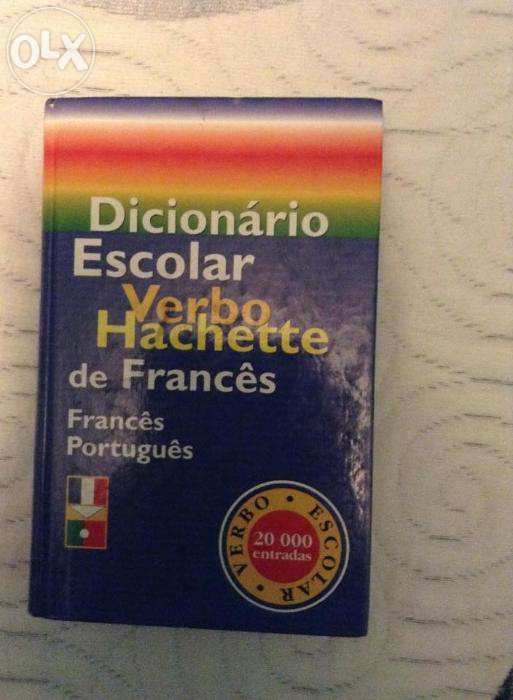 OLX
Dicionário
Escolar
Verbo
Hachette
de Francês
Francês
Português
VERBO • ESCOLAR •
20 000
entradas